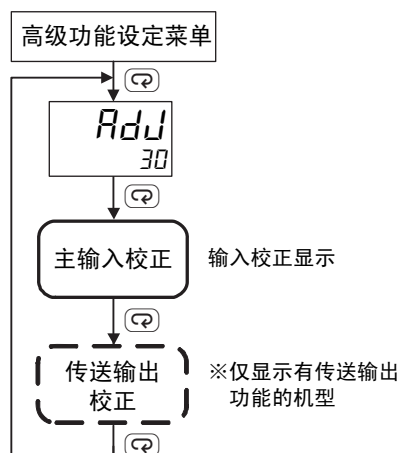 高级功能设定菜单
AdJ
30
主输入校正
输入校正显示
传送输出
校正
※仅显示有传送输出
功能的机型